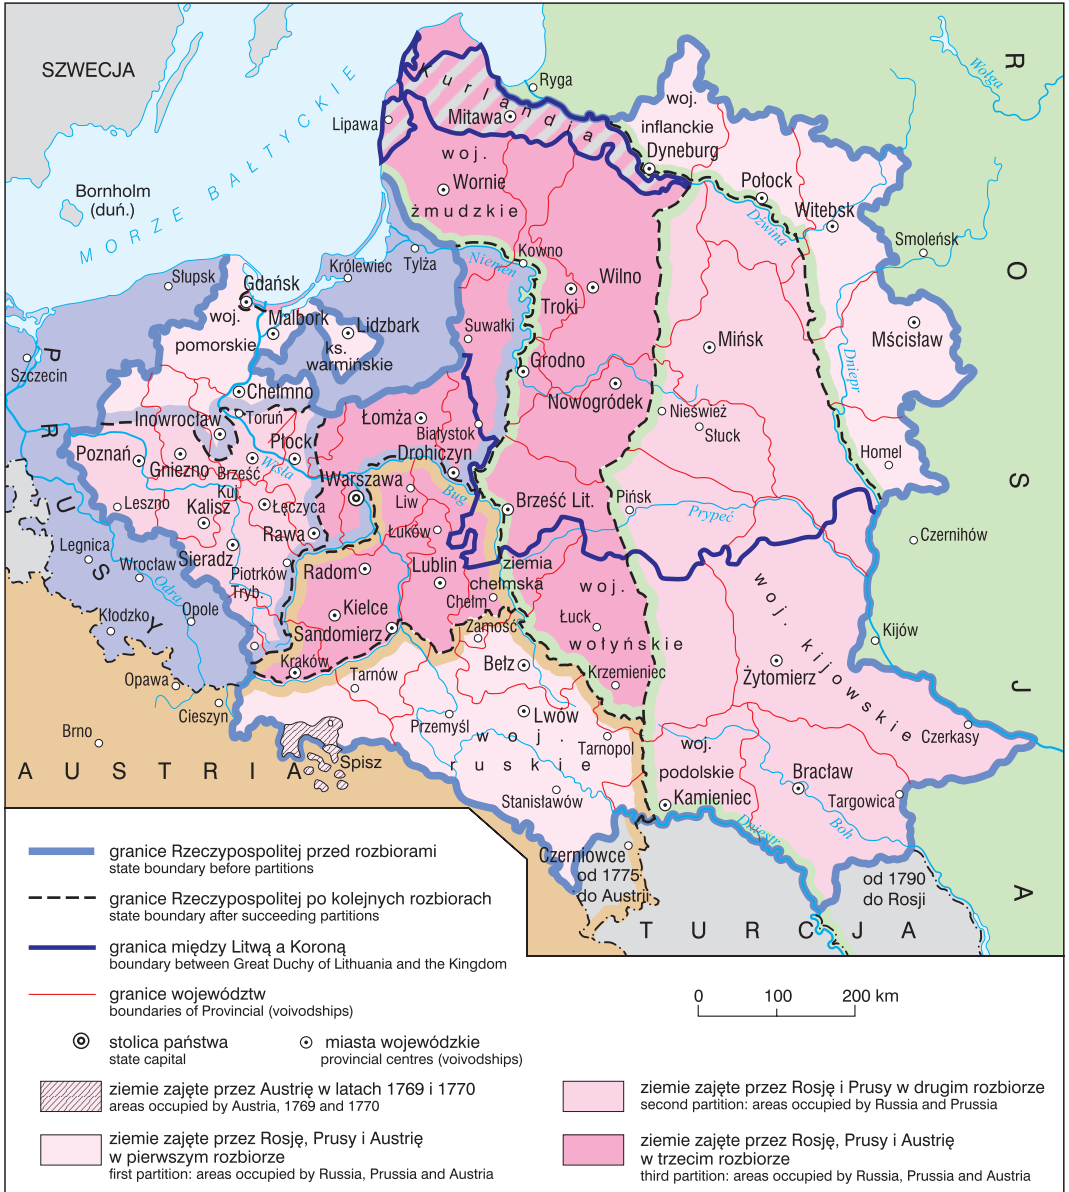 SZWECJA
Bornholm
(duń.)
MORZE BAŁTYCKIE
ROSJA
Wołga
Ryga
Kurlandia
Mitawa
Lipawa
woj.
inflanckie
Dyneburg
woj.
Wornie
żmudzkie
Połock
Witebsk
Dźwina
Smoleńsk
Słupsk
Gdańsk
Królewiec
Tylża
Niemen
Kowno
Wilno
Troki
woj.
pomorskie
Malbork
Lidzbark
ks.
warmińskie
Suwałki
Mińsk
Mścisław
Dniepr
Szczecin
PRUSY
Grodno
Chełmno
Nowogródek
Inowrocław
Toruń
Łomża
Białystok
Nieśwież
Słuck
Płock
Drohiczyn
Homel
Poznań
Gniezno
Brześć
Kuj.
Wisła
Warszawa
Liw
Bug
Brześć Lit.
Pińsk
Prypeć
Leszno
Kalisz
Łęczyca
Rawa
Łuków
Czernihów
Legnica
Wrocław
Sieradz
Piotrków
Tryb.
Radom
Lublin
ziemia
chełmska
Chełm
woj.
wołyńskie
Łuck
Krzemieniec
woj. kijowskie
Odra
Opole
Kłodzko
Kielce
Sandomierz
Zamość
Kijów
Kraków
Bełz
Żytomierz
Opawa
Tarnów
Cieszyn
Przemyśl
Lwów
Tarnopol
Czerkasy
Brno
AUSTRIA
Spisz
woj.
ruskie
woj.
podolskie
Kamieniec
Bracław
Targowica
Stanisławów
Dniestr
Boh
Czerniowce
od 1775
do Austrii
od 1790
do Rosji
TURCJA
granice Rzeczypospolitej przed rozbiorami
state boundary before partitions
granice Rzeczypospolitej po kolejnych rozbiorach
state boundary after succeeding partitions
granica między Litwą a Koroną
boundary between Great Duchy of Lithuania and the Kingdom
granice województw
boundaries of Provincial (voivodships)
0 100 200 km
stolica państwa
state capital
miasta wojewódzkie
provincial centres (voivodships)
ziemie zajęte przez Austrię w latach 1769 i 1770
areas occupied by Austria, 1769 and 1770
ziemie zajęte przez Rosję i Prusy w drugim rozbiorze
second partition: areas occupied by Russia and Prussia
ziemie zajęte przez Rosję, Prusy i Austrię
w pierwszym rozbiorze
first partition: areas occupied by Russia, Prussia and Austria
ziemie zajęte przez Rosję, Prusy i Austrię
w trzecim rozbiorze
third partition: areas occupied by Russia, Prussia and Austria